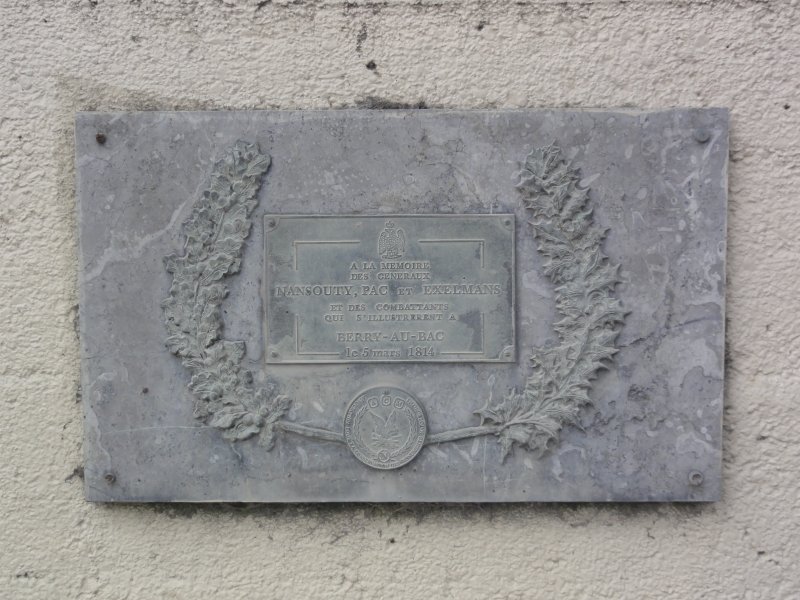 A LA MEMOIRE
DES GENERAUX
NANSOUTY, PAC ET EXELMANS
ET DES COMBATTANTS
QUI S'ILLUSTRERENT A
BERRY-AU-BAC
le 5 mars 1814